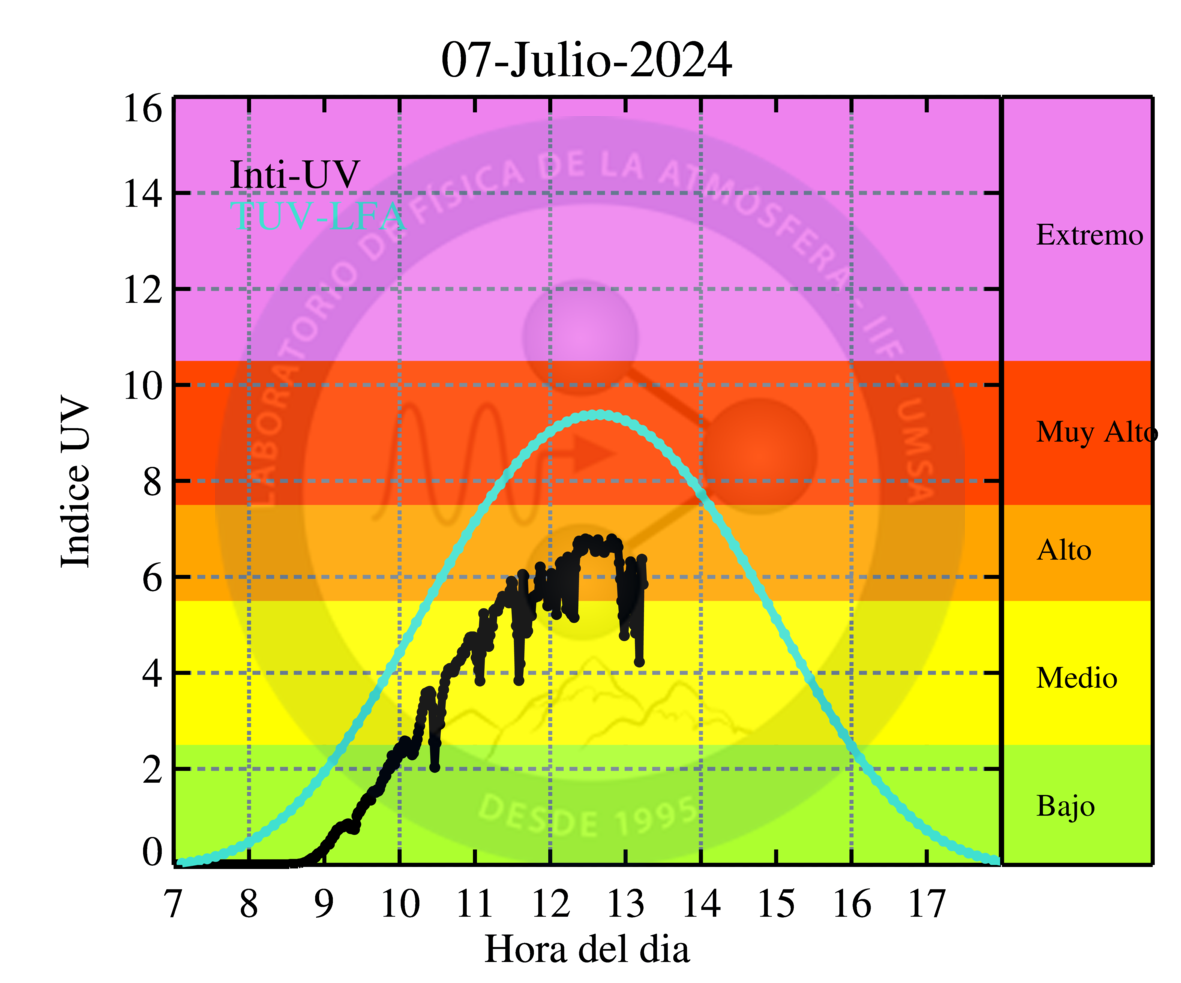 07-Julio-2024
Indice UV
16
14
12
10
8
6
4
2
0
Inti-UV
TUV-LFA
LABORATORIO DE FÍSICA DE LA ATMÓSFERA - IIF - UMSA
DESDE 1995
Extremo
Muy Alto
Alto
Medio
Bajo
7 8 9 10 11 12 13 14 15 16 17
Hora del dia